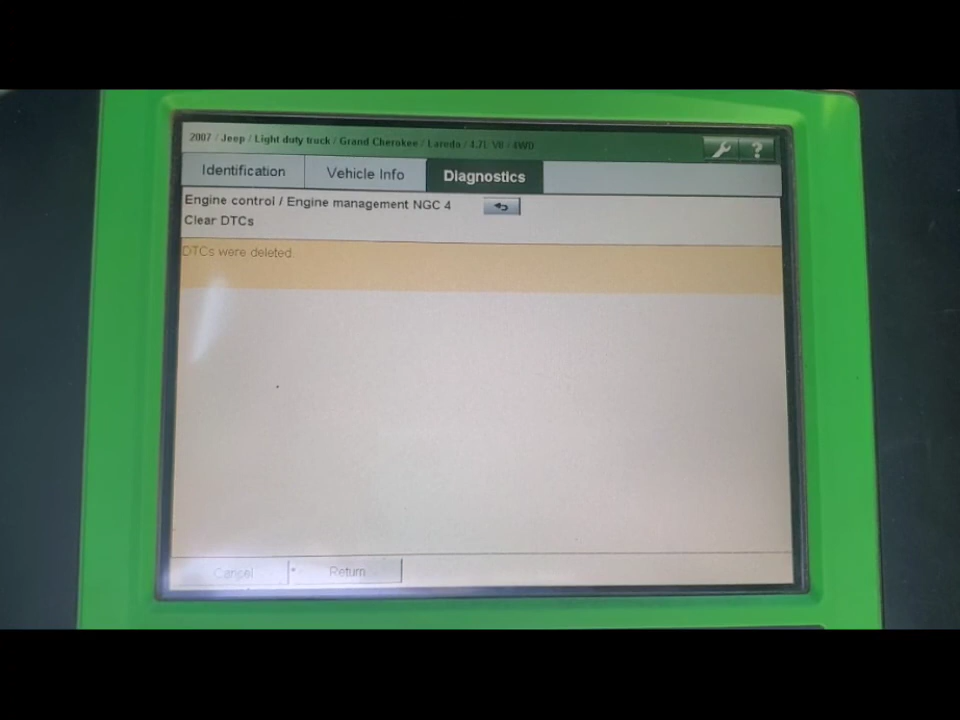 2007 / Jeep / Light duty truck / Grand Cherokee / Laredo / 4.7L V8 / 4WD
?
Identification
Vehicle Info
Diagnostics
Engine control / Engine management NGC 4
Clear DTCs
DTCs were deleted
Cancel
Return